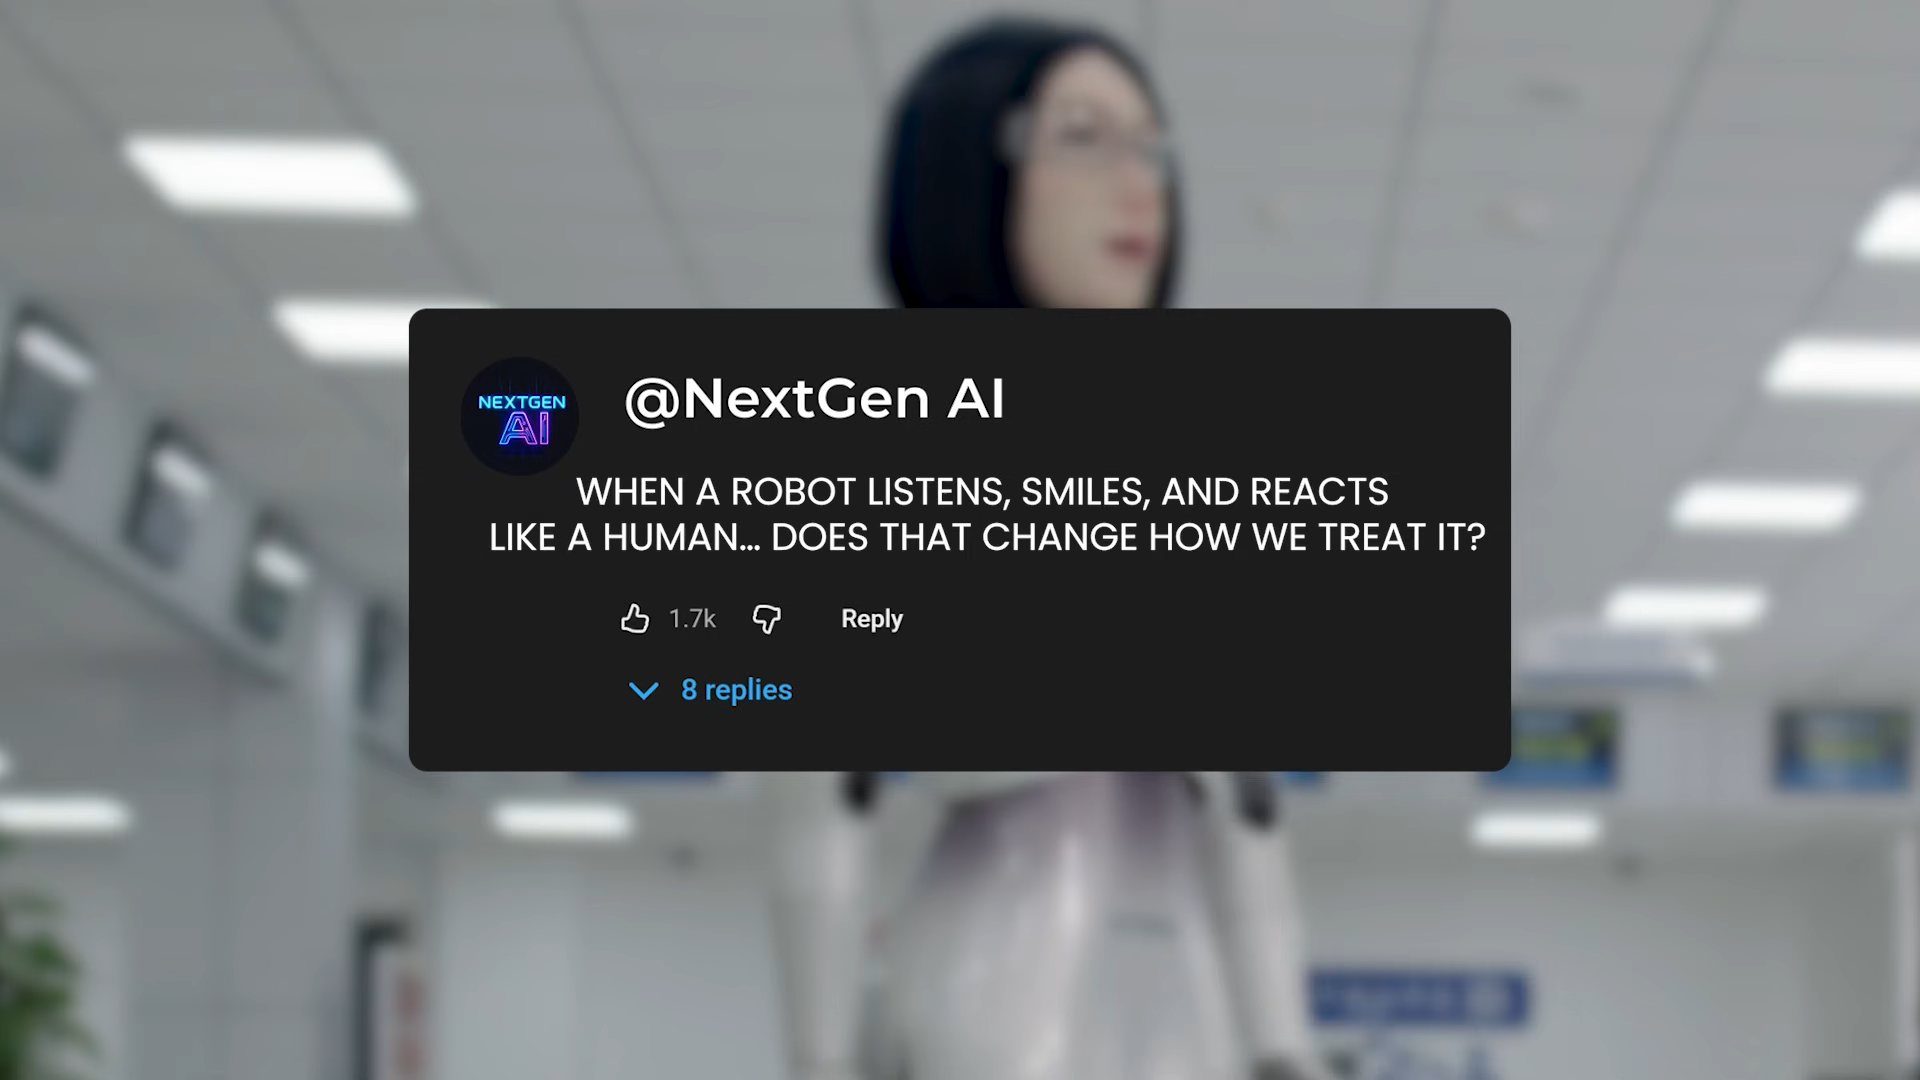 NEXTGEN
AI
@NextGen AI
WHEN A ROBOT LISTENS, SMILES, AND REACTS
LIKE A HUMAN... DOES THAT CHANGE HOW WE TREAT IT?
1.7k
Reply
8 replies